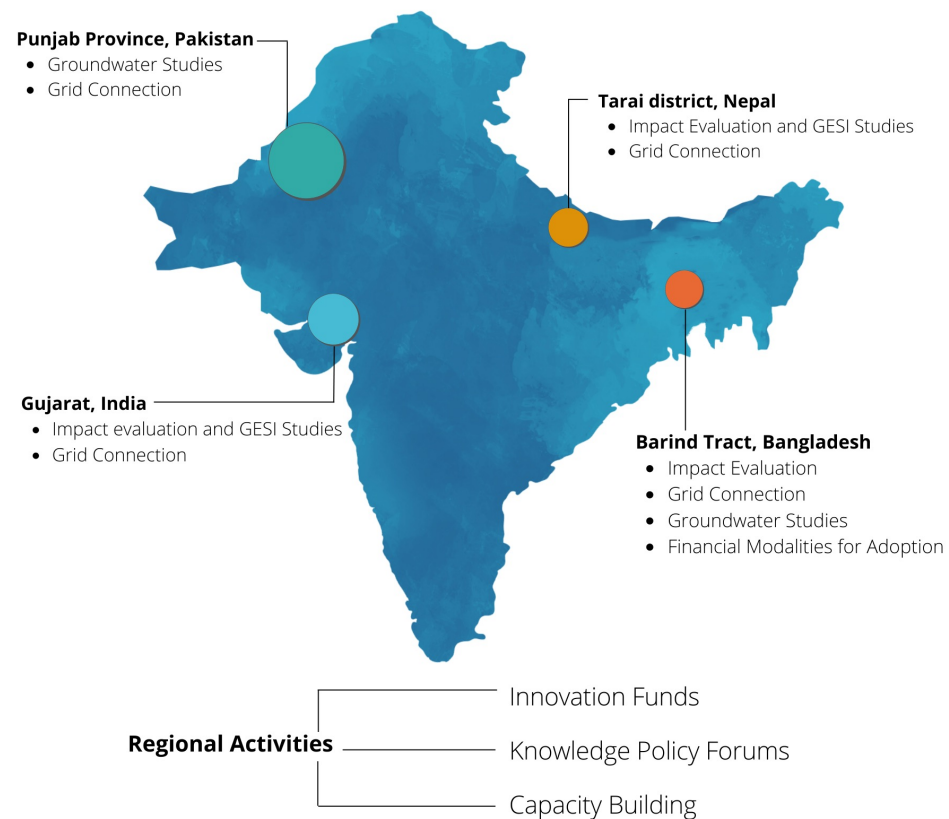 Punjab Province, Pakistan
• Groundwater Studies
• Grid Connection
Tarai district, Nepal
• Impact Evaluation and GESI Studies
• Grid Connection
Gujarat, India
• Impact evaluation and GESI Studies
• Grid Connection
Barind Tract, Bangladesh
• Impact Evaluation
• Grid Connection
• Groundwater Studies
• Financial Modalities for Adoption
Regional Activities
Innovation Funds
Knowledge Policy Forums
Capacity Building